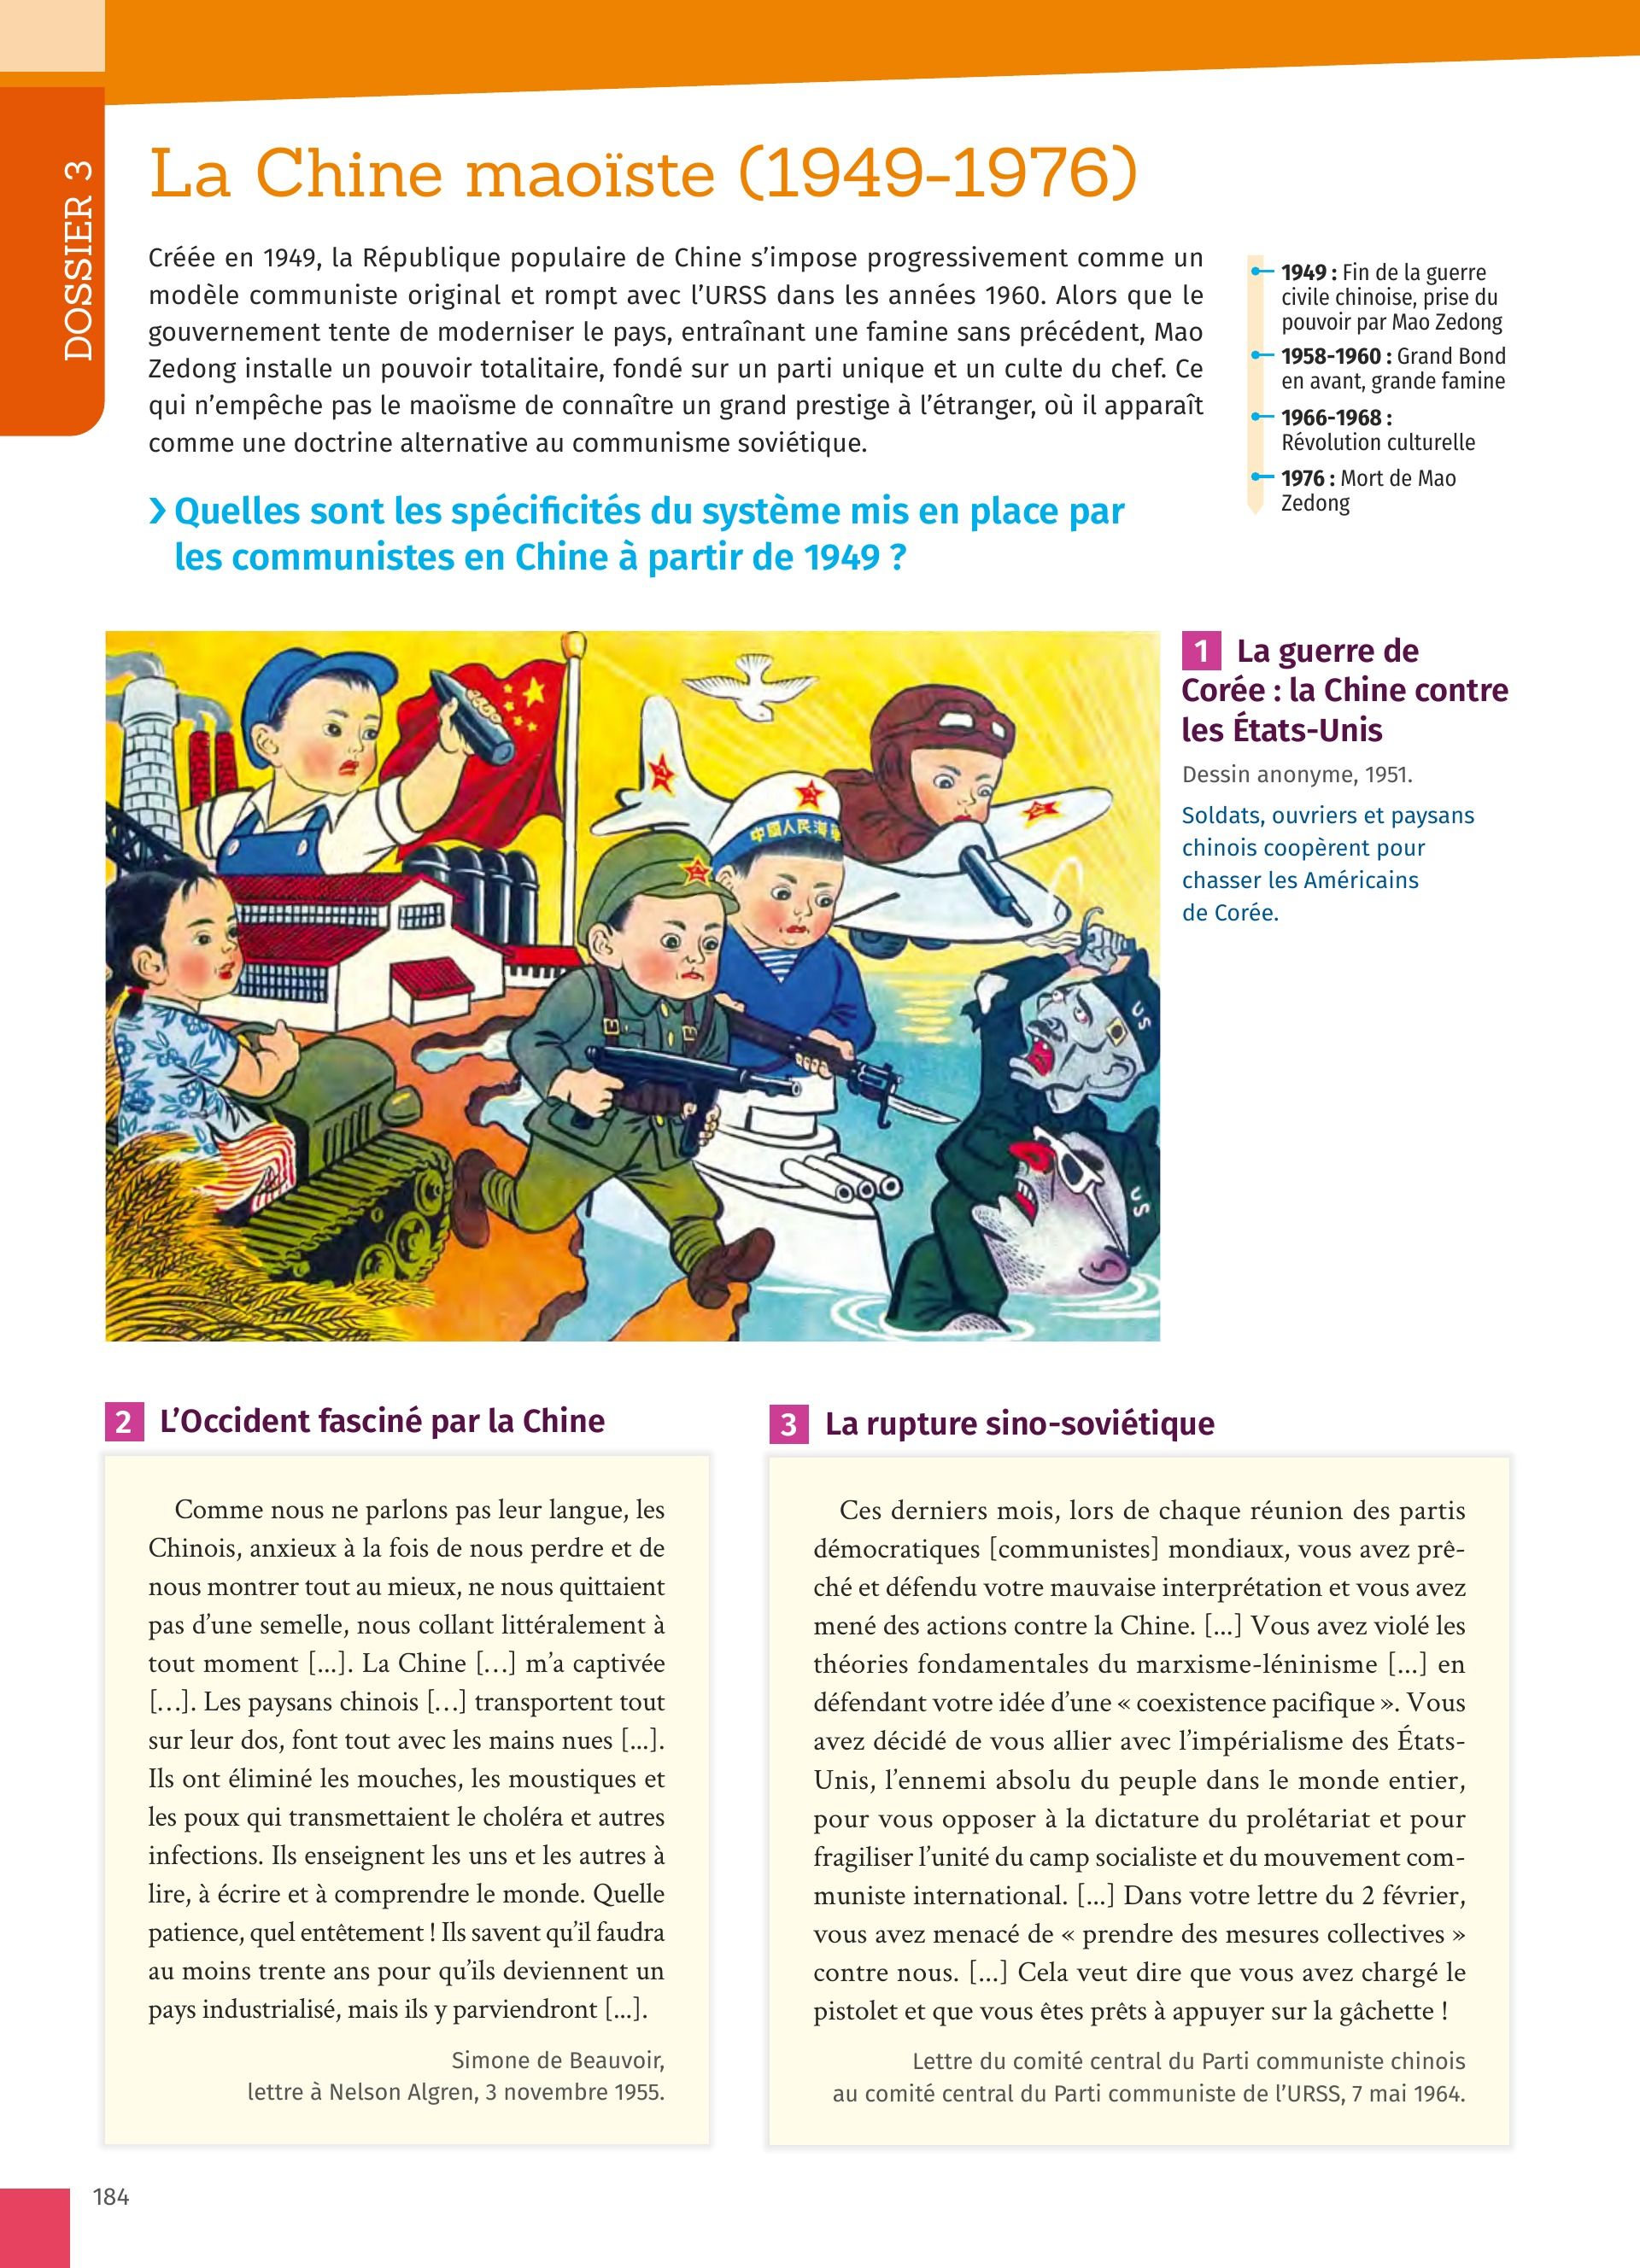 DOSSIER 3
La Chine maoïste (1949-1976)
Créée en 1949, la République populaire de Chine s’impose progressivement comme un
modèle communiste original et rompt avec l’URSS dans les années 1960. Alors que le
gouvernement tente de moderniser le pays, entraînant une famine sans précédent, Mao
Zedong installe un pouvoir totalitaire, fondé sur un parti unique et un culte du chef. Ce
qui n’empêche pas le maoïsme de connaître un grand prestige à l’étranger, où il apparaît
comme une doctrine alternative au communisme soviétique.
› Quelles sont les spécificités du système mis en place par
les communistes en Chine à partir de 1949 ?
1949 : Fin de la guerre
civile chinoise, prise du
pouvoir par Mao Zedong
1958-1960 : Grand Bond
en avant, grande famine
1966-1968 :
Révolution culturelle
1976 : Mort de Mao
Zedong
中國人民海軍
US
US
1 La guerre de
Corée : la Chine contre
les États-Unis
Dessin anonyme, 1951.
Soldats, ouvriers et paysans
chinois coopèrent pour
chasser les Américains
de Corée.
2 L’Occident fasciné par la Chine
Comme nous ne parlons pas leur langue, les
Chinois, anxieux à la fois de nous perdre et de
nous montrer tout au mieux, ne nous quittaient
pas d’une semelle, nous collant littéralement à
tout moment [...]. La Chine […] m’a captivée
[…]. Les paysans chinois […] transportent tout
sur leur dos, font tout avec les mains nues [...].
Ils ont éliminé les mouches, les moustiques et
les poux qui transmettaient le choléra et autres
infections. Ils enseignent les uns et les autres à
lire, à écrire et à comprendre le monde. Quelle
patience, quel entêtement ! Ils savent qu’il faudra
au moins trente ans pour qu’ils deviennent un
pays industrialisé, mais ils y parviendront [...].
Simone de Beauvoir,
lettre à Nelson Algren, 3 novembre 1955.
3 La rupture sino-soviétique
Ces derniers mois, lors de chaque réunion des partis
démocratiques [communistes] mondiaux, vous avez prê-
ché et défendu votre mauvaise interprétation et vous avez
mené des actions contre la Chine. [...] Vous avez violé les
théories fondamentales du marxisme-léninisme [...] en
défendant votre idée d’une « coexistence pacifique ». Vous
avez décidé de vous allier avec l’impérialisme des États-
Unis, l’ennemi absolu du peuple dans le monde entier,
pour vous opposer à la dictature du prolétariat et pour
fragiliser l’unité du camp socialiste et du mouvement com-
muniste international. [...] Dans votre lettre du 2 février,
vous avez menacé de « prendre des mesures collectives »
contre nous. [...] Cela veut dire que vous avez chargé le
pistolet et que vous êtes prêts à appuyer sur la gâchette !
Lettre du comité central du Parti communiste chinois
au comité central du Parti communiste de l’URSS, 7 mai 1964.
184